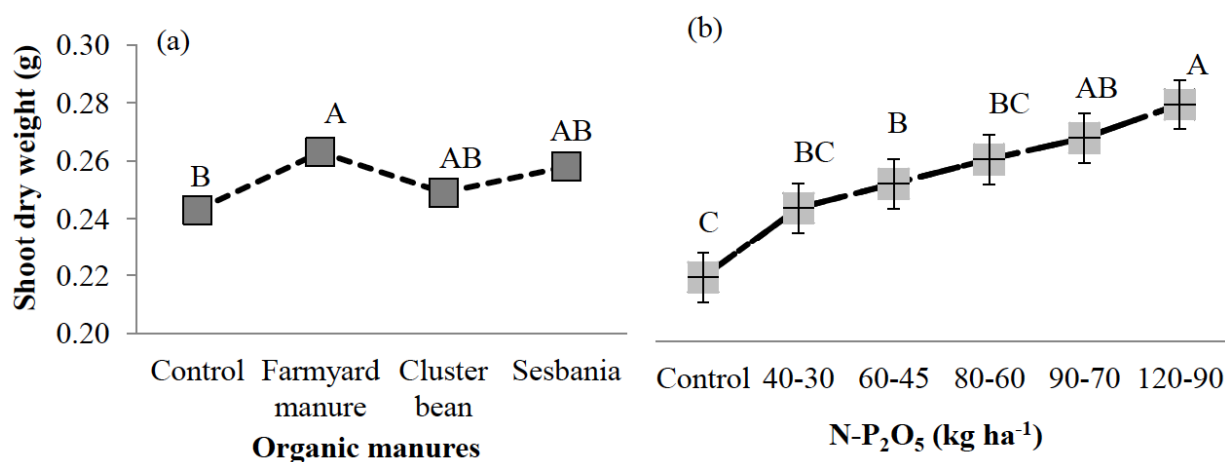 (a)
Shoot dry weight (g)
0.30
0.28
0.26
0.24
0.22
0.20
B
A
AB
AB
Control
Farmyard
manure
Cluster
bean
Sesbania
Organic manures
(b)
C
BC
B
BC
AB
A
Control 40-30 60-45 80-60 90-70 120-90
N-P₂O₅ (kg ha⁻¹)